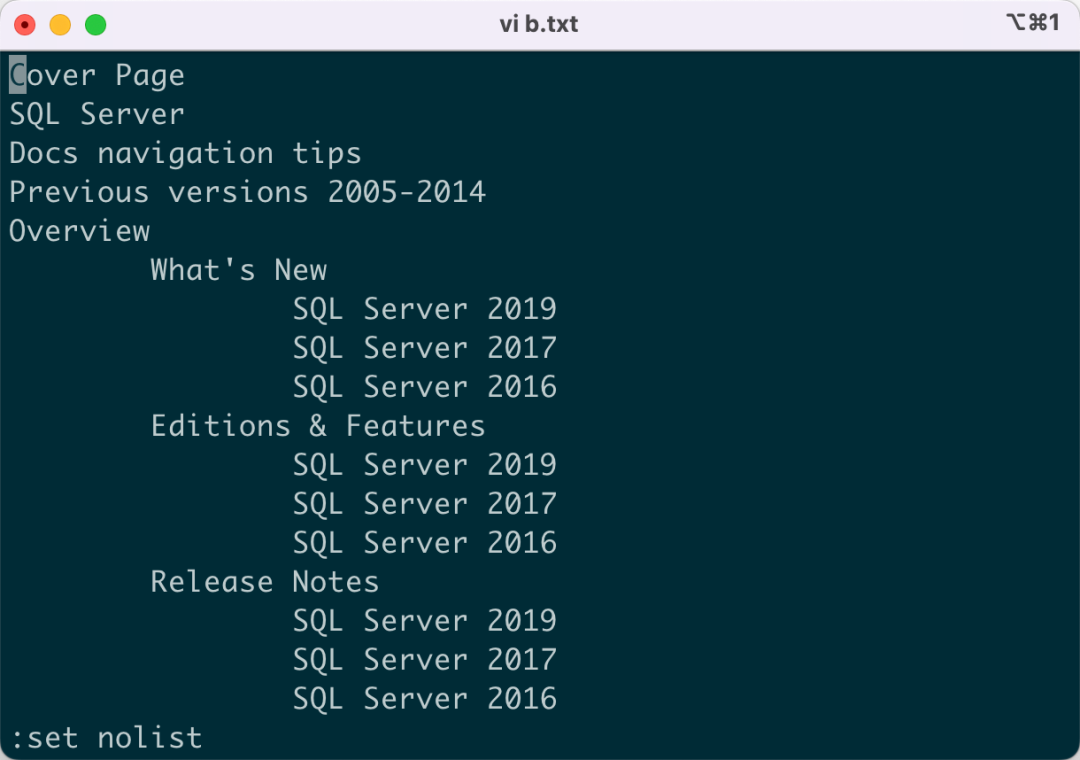 vi b.txt
⌥⌘1
Cover Page
SQL Server
Docs navigation tips
Previous versions 2005-2014
Overview
        What's New
                SQL Server 2019
                SQL Server 2017
                SQL Server 2016
        Editions & Features
                SQL Server 2019
                SQL Server 2017
                SQL Server 2016
        Release Notes
                SQL Server 2019
                SQL Server 2017
                SQL Server 2016
:set nolist